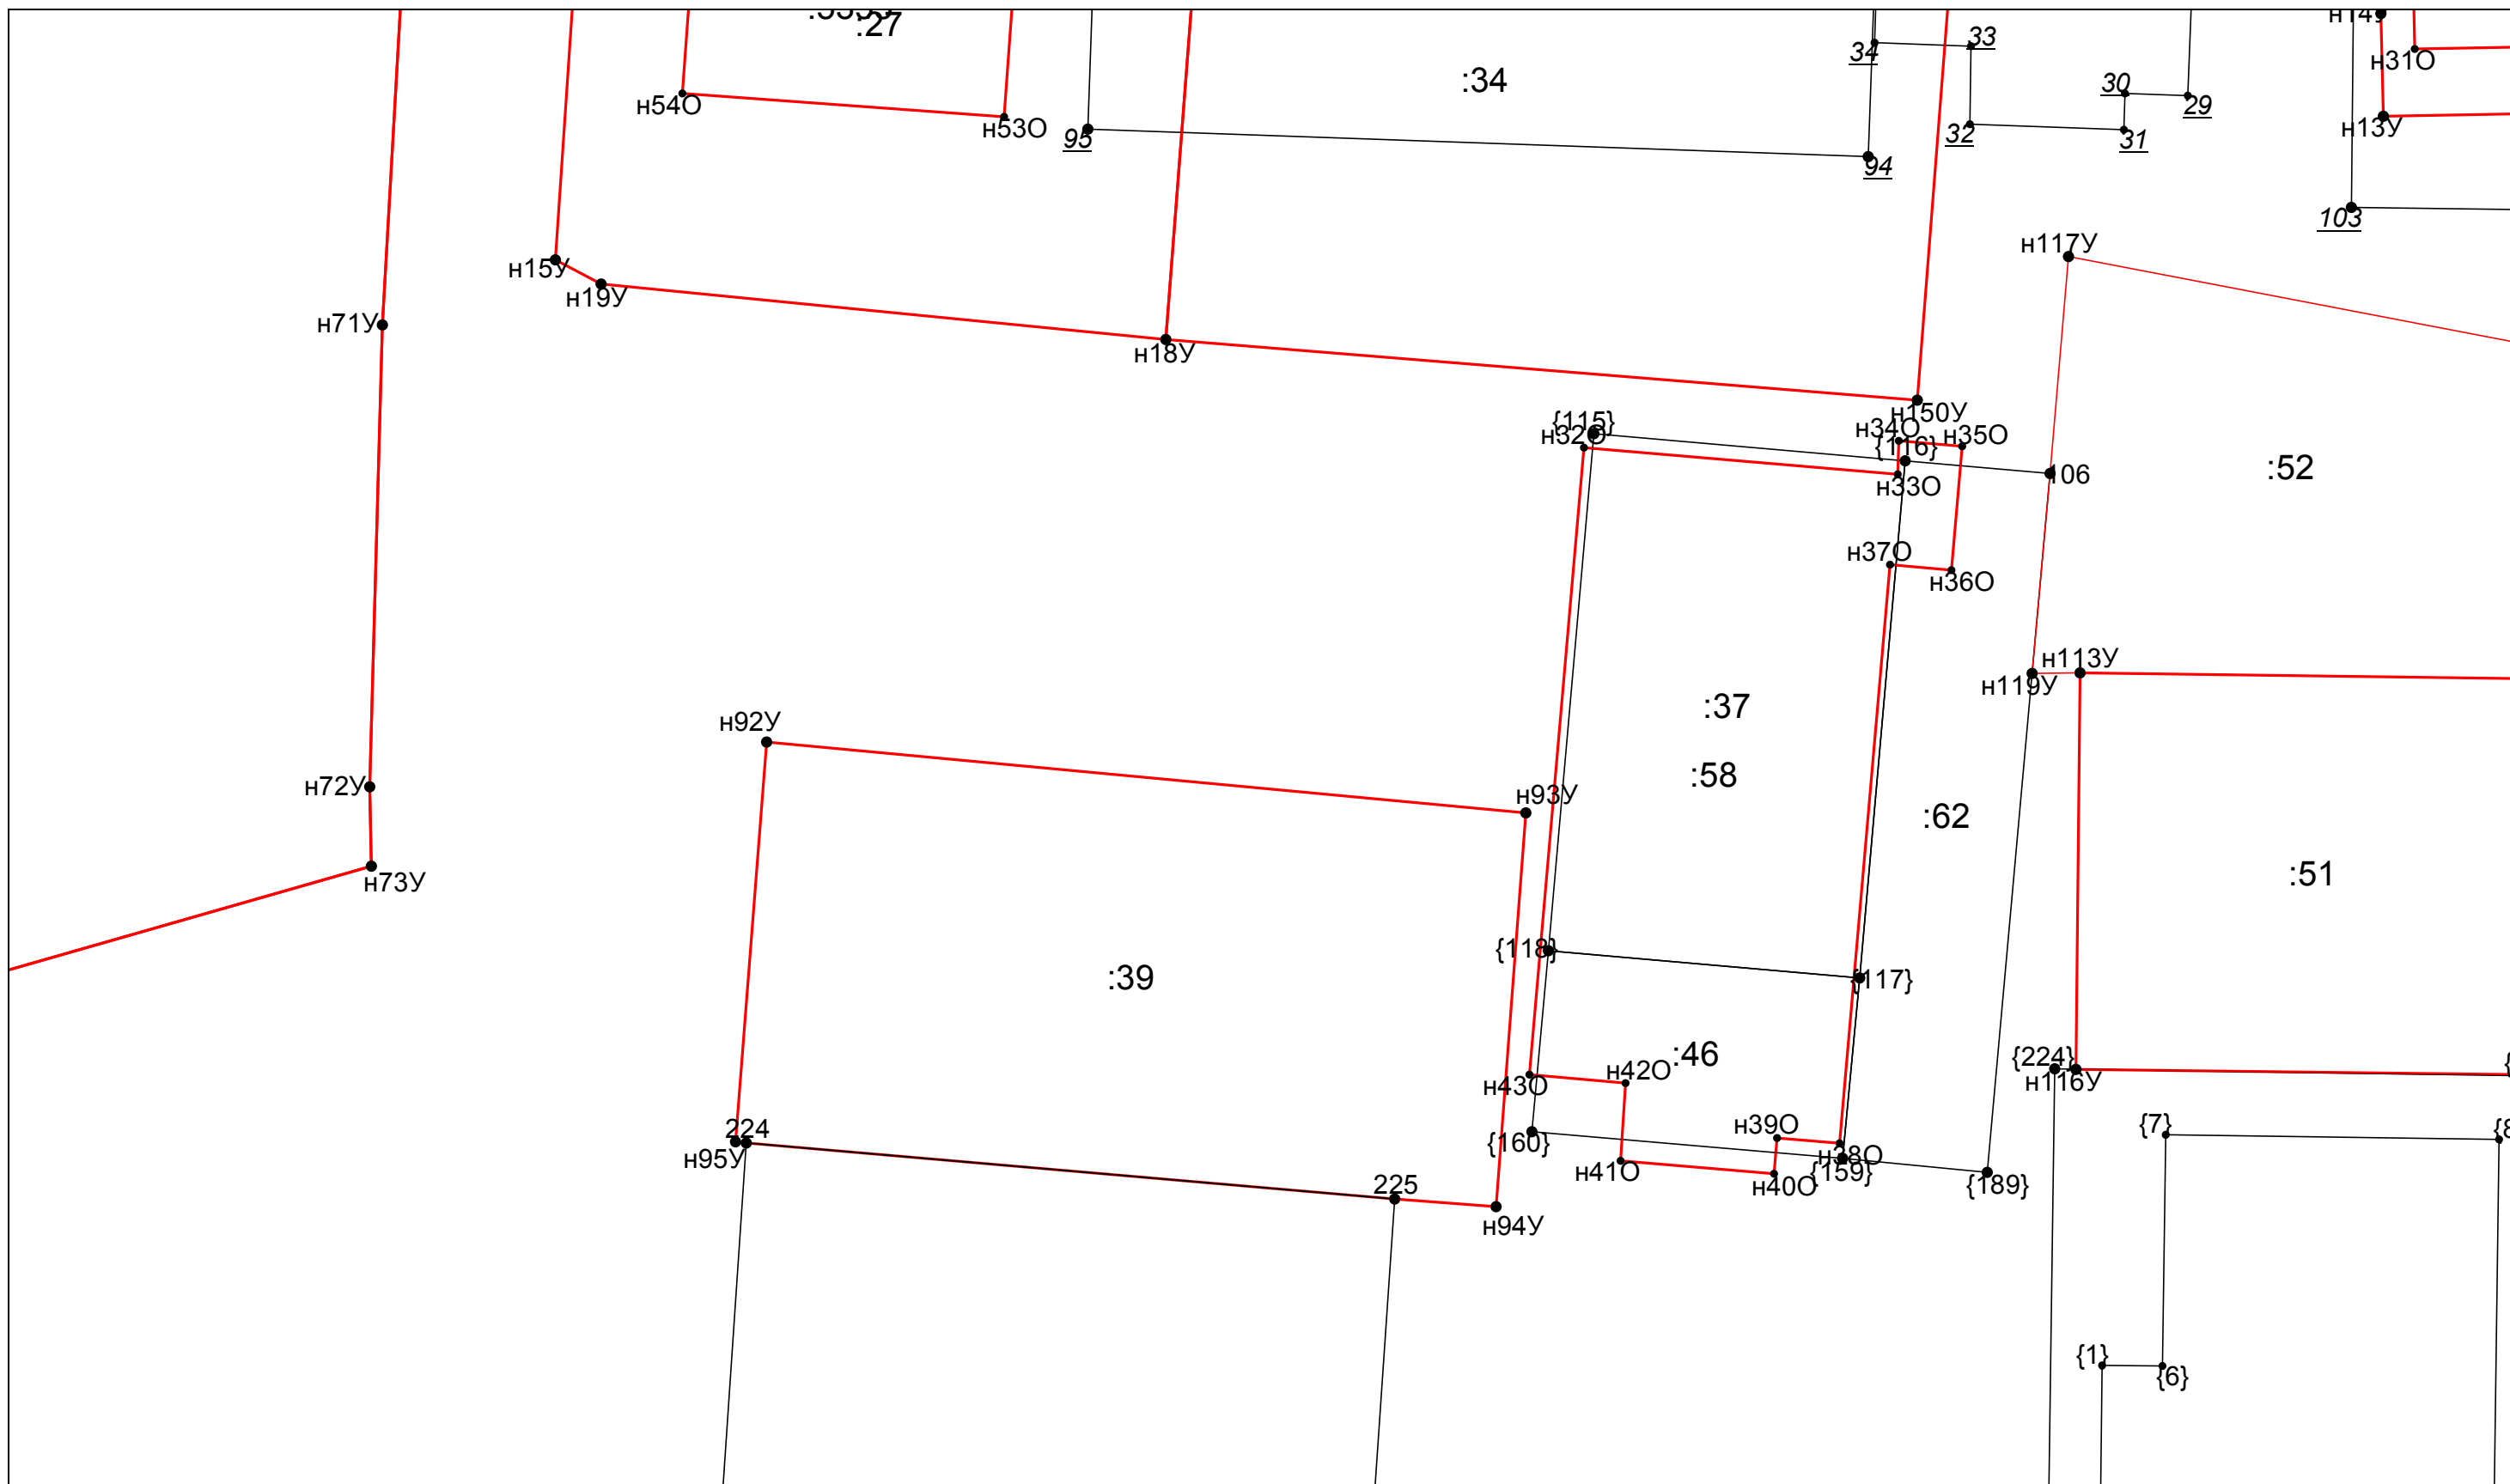 :27
н14У
34
33
н31О
:34
30
29
н54О
н53О
95
32
31
н13У
94
103
н117У
н15У
н19У
н71У
н18У
н150У
{115}
н32О
н34О
н35О
{116}
106
:52
н33О
н37О
н36О
н113У
н119У
:37
н92У
:58
н72У
н93У
:62
н73У
:51
{118}
:39
{117}
:46
{224}
н42О
н43О
н116У
224
н39О
{7}
{160}
н95У
н38О
н41О
{159}
н40О
{189}
225
н94У
{1}
{6}